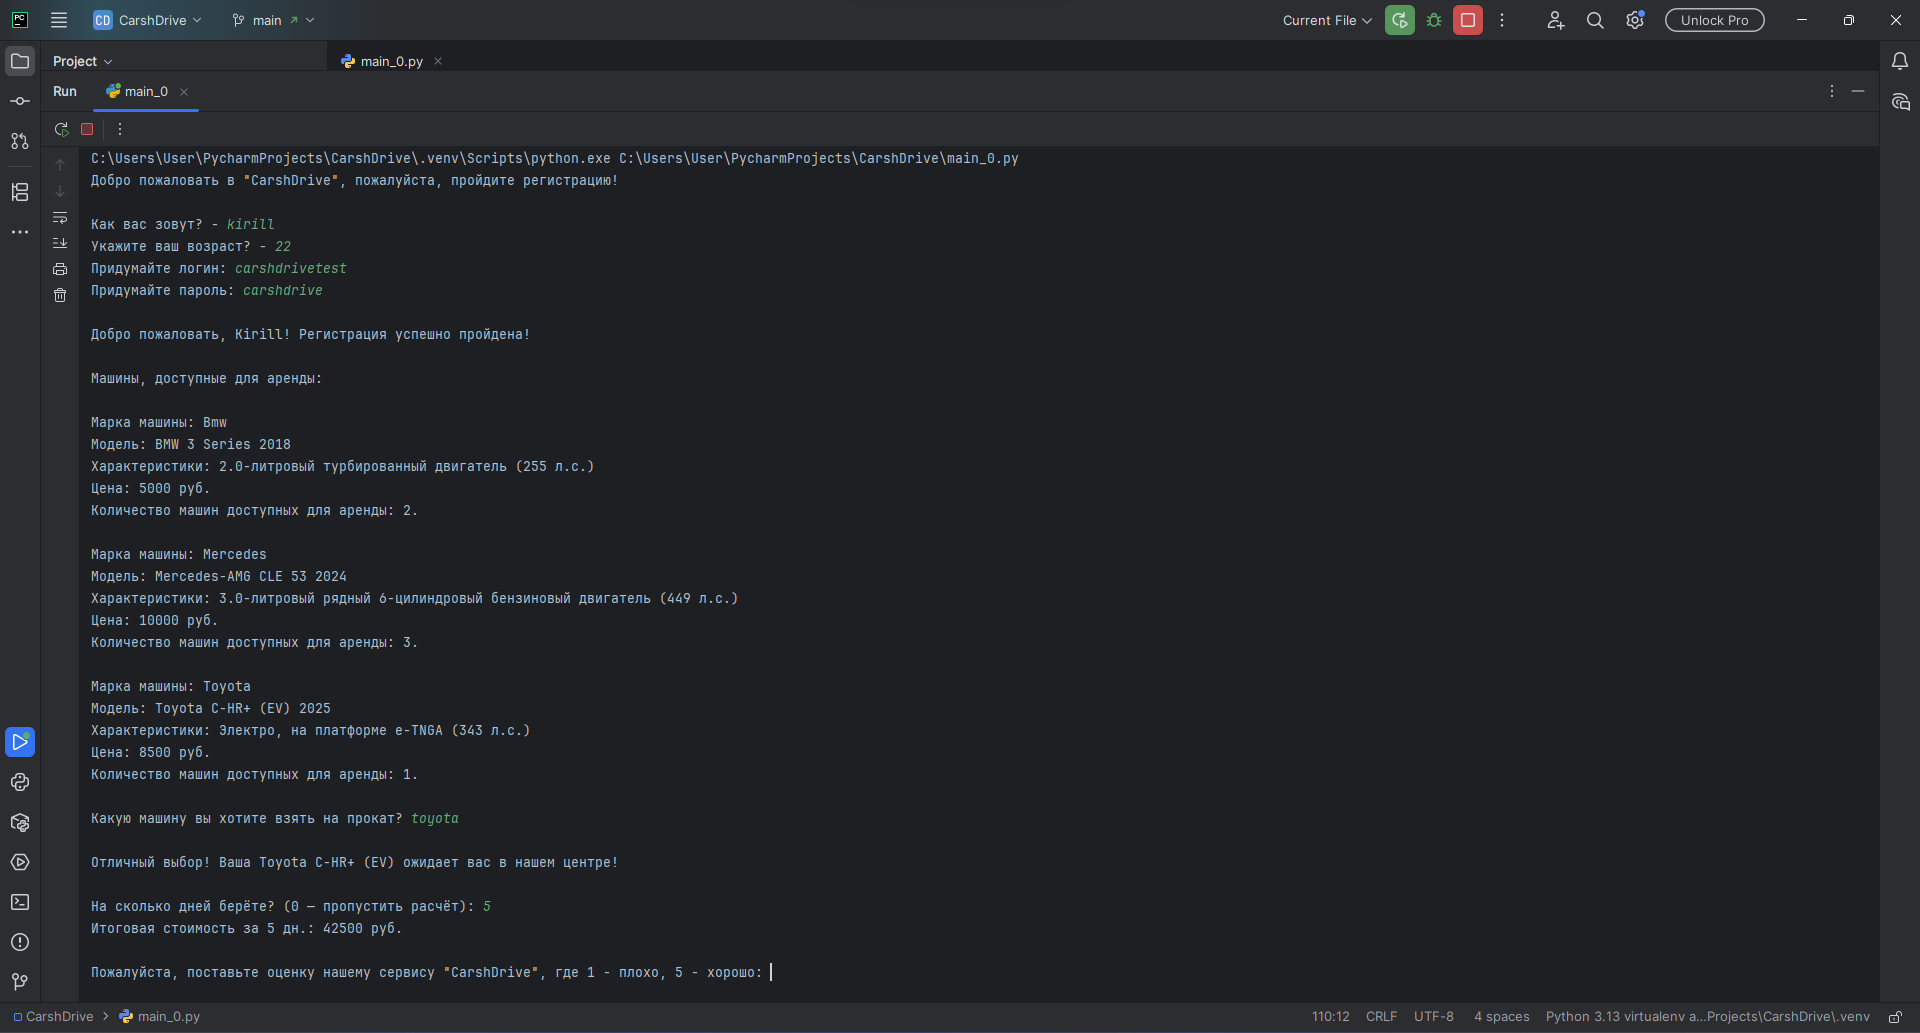 PC CD CarshDrive main Current File Unlock Pro
Project main_0.py
Run main_0
C:\Users\User\PycharmProjects\CarshDrive\.venv\Scripts\python.exe C:\Users\User\PycharmProjects\CarshDrive\main_0.py
Добро пожаловать в "CarshDrive", пожалуйста, пройдите регистрацию!
Как вас зовут? - kirill
Укажите ваш возраст? - 22
Придумайте логин: carshdrivetest
Придумайте пароль: carshdrive
Добро пожаловать, Kirill! Регистрация успешно пройдена!
Машины, доступные для аренды:
Марка машины: Bmw
Модель: BMW 3 Series 2018
Характеристики: 2.0-литровый турбированный двигатель (255 л.с.)
Цена: 5000 руб.
Количество машин доступных для аренды: 2.
Марка машины: Mercedes
Модель: Mercedes-AMG CLE 53 2024
Характеристики: 3.0-литровый рядный 6-цилиндровый бензиновый двигатель (449 л.с.)
Цена: 10000 руб.
Количество машин доступных для аренды: 3.
Марка машины: Toyota
Модель: Toyota C-HR+ (EV) 2025
Характеристики: Электро, на платформе e-TNGA (343 л.с.)
Цена: 8500 руб.
Количество машин доступных для аренды: 1.
Какую машину вы хотите взять на прокат? toyota
Отличный выбор! Ваша Toyota C-HR+ (EV) ожидает вас в нашем центре!
На сколько дней берёте? (0 — пропустить расчёт): 5
Итоговая стоимость за 5 дн.: 42500 руб.
Пожалуйста, поставьте оценку нашему сервису "CarshDrive", где 1 - плохо, 5 - хорошо:
CarshDrive main_0.py 110:12 CRLF UTF-8 4 spaces Python 3.13 virtualenv a...Projects\CarshDrive\.venv